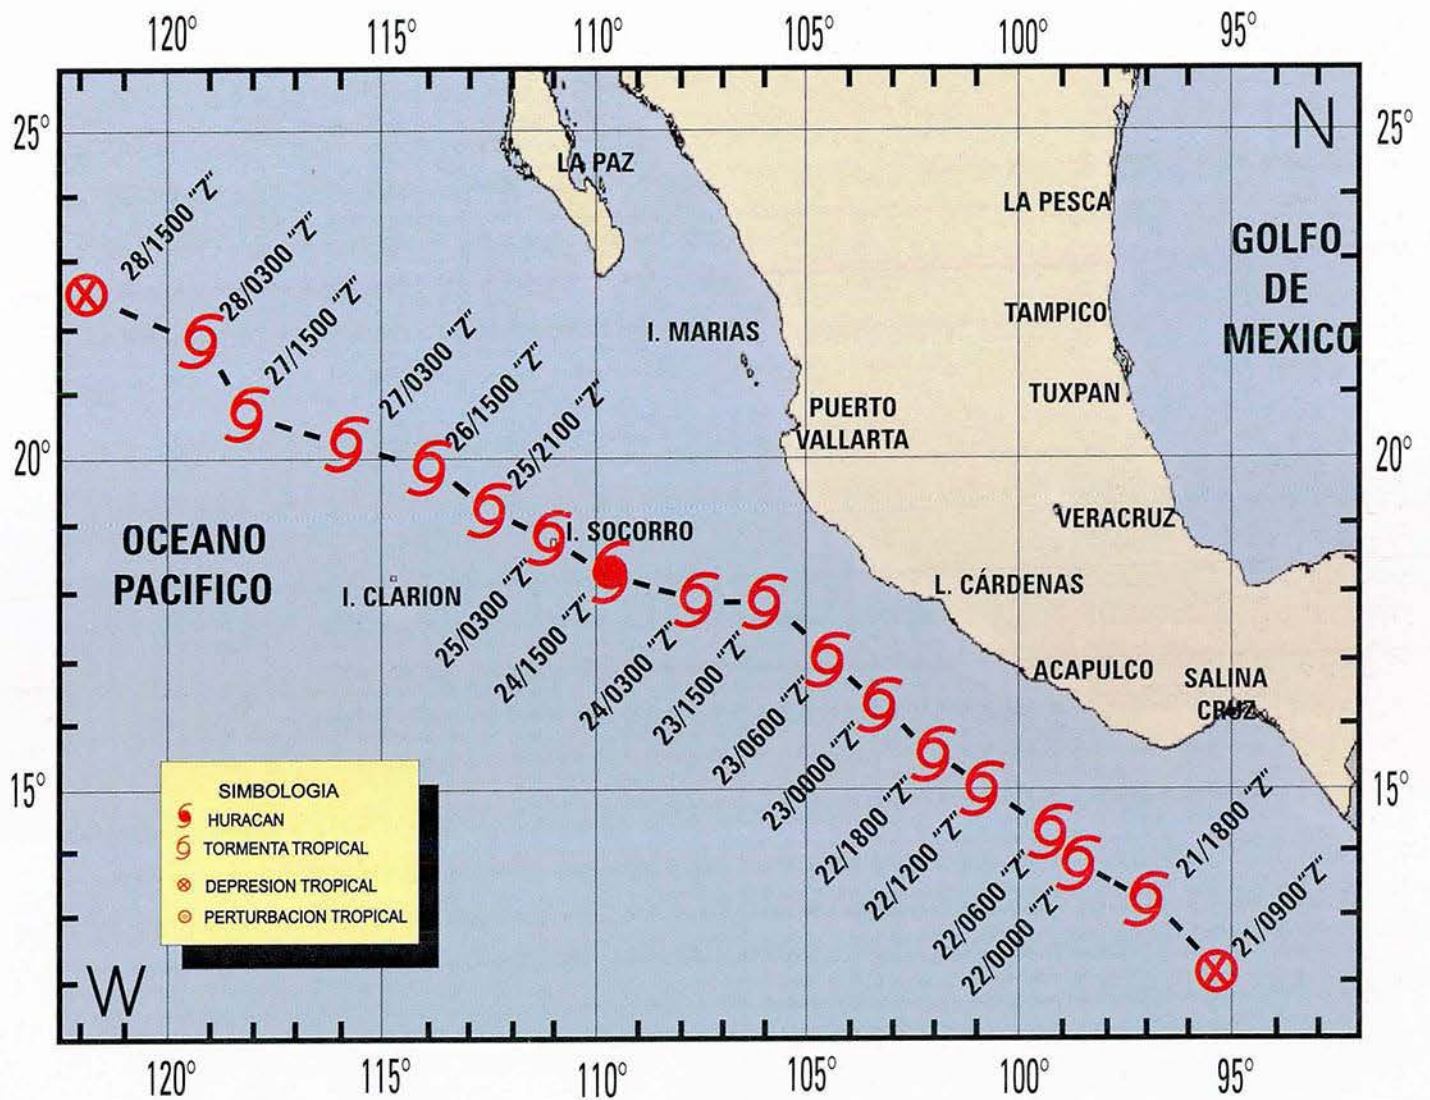 120° 115° 110° 105° 100° 95°
25° 25°
N
LA PAZ
LA PESCA
28/1500 "Z"
28/0300 "Z"
27/1500 "Z"
27/0300 "Z"
26/1500 "Z"
25/2100 "Z"
GOLFO
DE
MEXICO
TAMPICO
I. MARIAS
TUXPAN
PUERTO
VALLARTA
20° 20°
VERACRUZ
OCEANO
PACIFICO
I. SOCORRO
I. CLARION
L. CÁRDENAS
25/0300 "Z"
24/1500 "Z"
24/0300 "Z"
23/1500 "Z"
23/0600 "Z"
23/0000 "Z"
22/1800 "Z"
22/1200 "Z"
22/0600 "Z"
22/0000 "Z"
21/1800 "Z"
21/0900"Z"
ACAPULCO
SALINA
CRUZ
15° 15°
SIMBOLOGIA
HURACAN
TORMENTA TROPICAL
DEPRESION TROPICAL
PERTURBACION TROPICAL
W
120° 115° 110° 105° 100° 95°